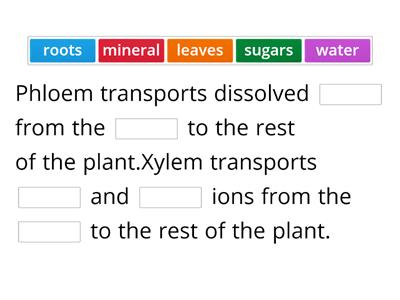 roots mineral leaves sugars water
Phloem transports dissolved
from the to the rest
of the plant.Xylem transports
and ions from the
to the rest of the plant.